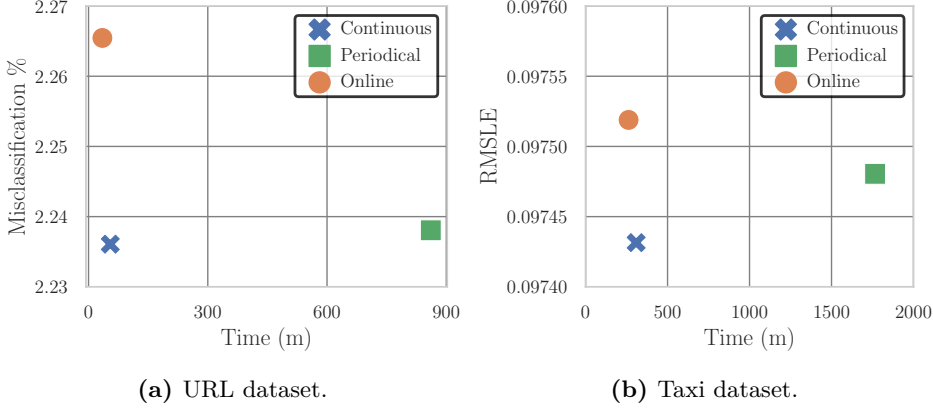 2.27
2.26
2.25
2.24
2.23
Misclassification %
Continuous
Periodical
Online
0 300 600 900
Time (m)
(a) URL dataset.
0.09760
0.09755
0.09750
0.09745
0.09740
RMSLE
Continuous
Periodical
Online
0 500 1000 1500 2000
Time (m)
(b) Taxi dataset.